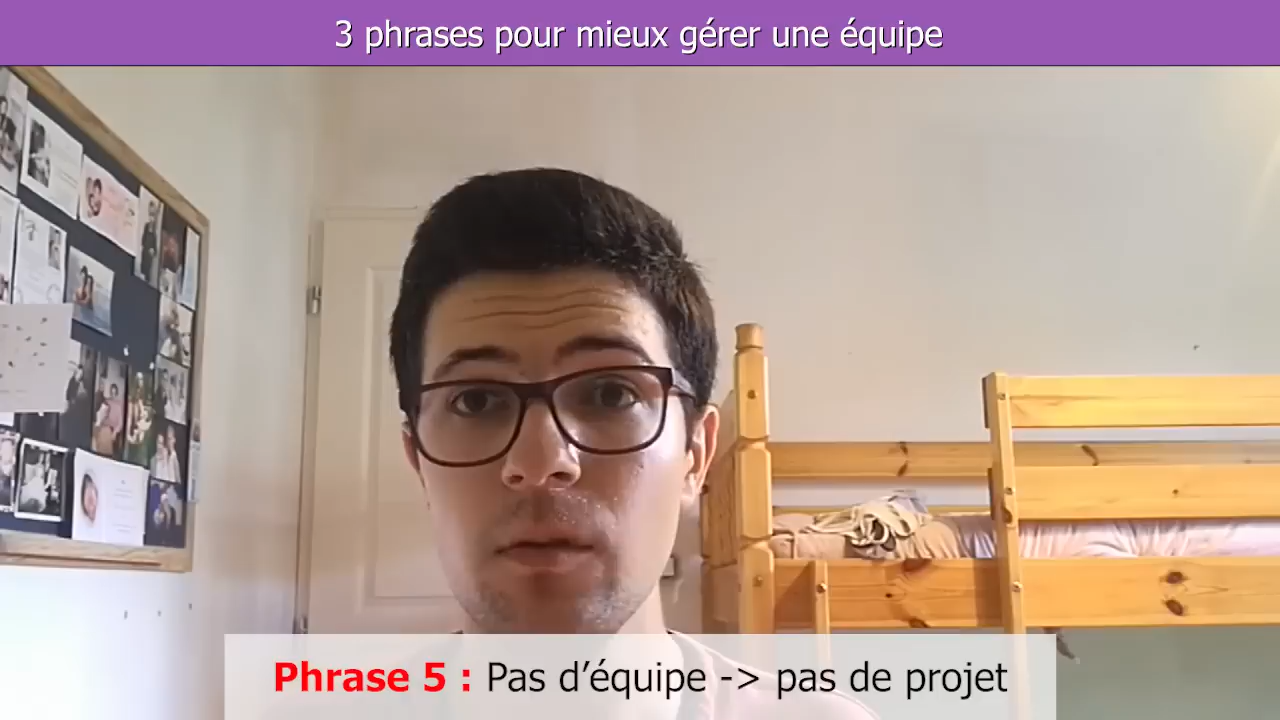 3 phrases pour mieux gérer une équipe
Phrase 5 : Pas d’équipe -> pas de projet